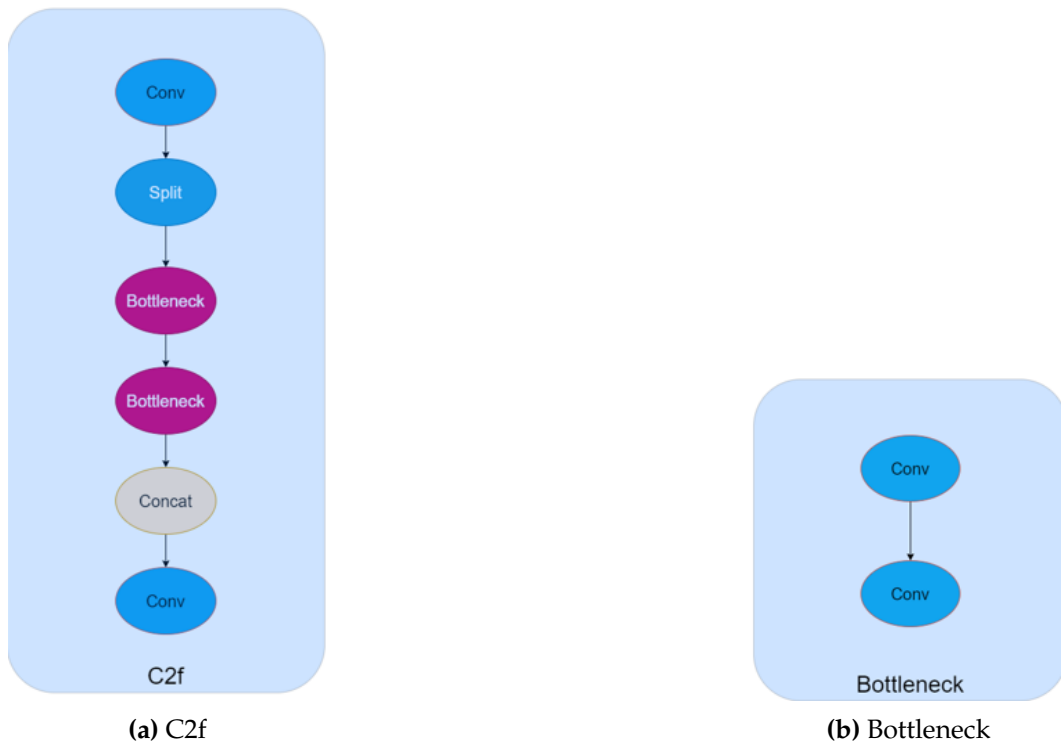 Conv
Split
Bottleneck
Bottleneck
Concat
Conv
C2f
(a) C2f
Conv
Conv
Bottleneck
(b) Bottleneck